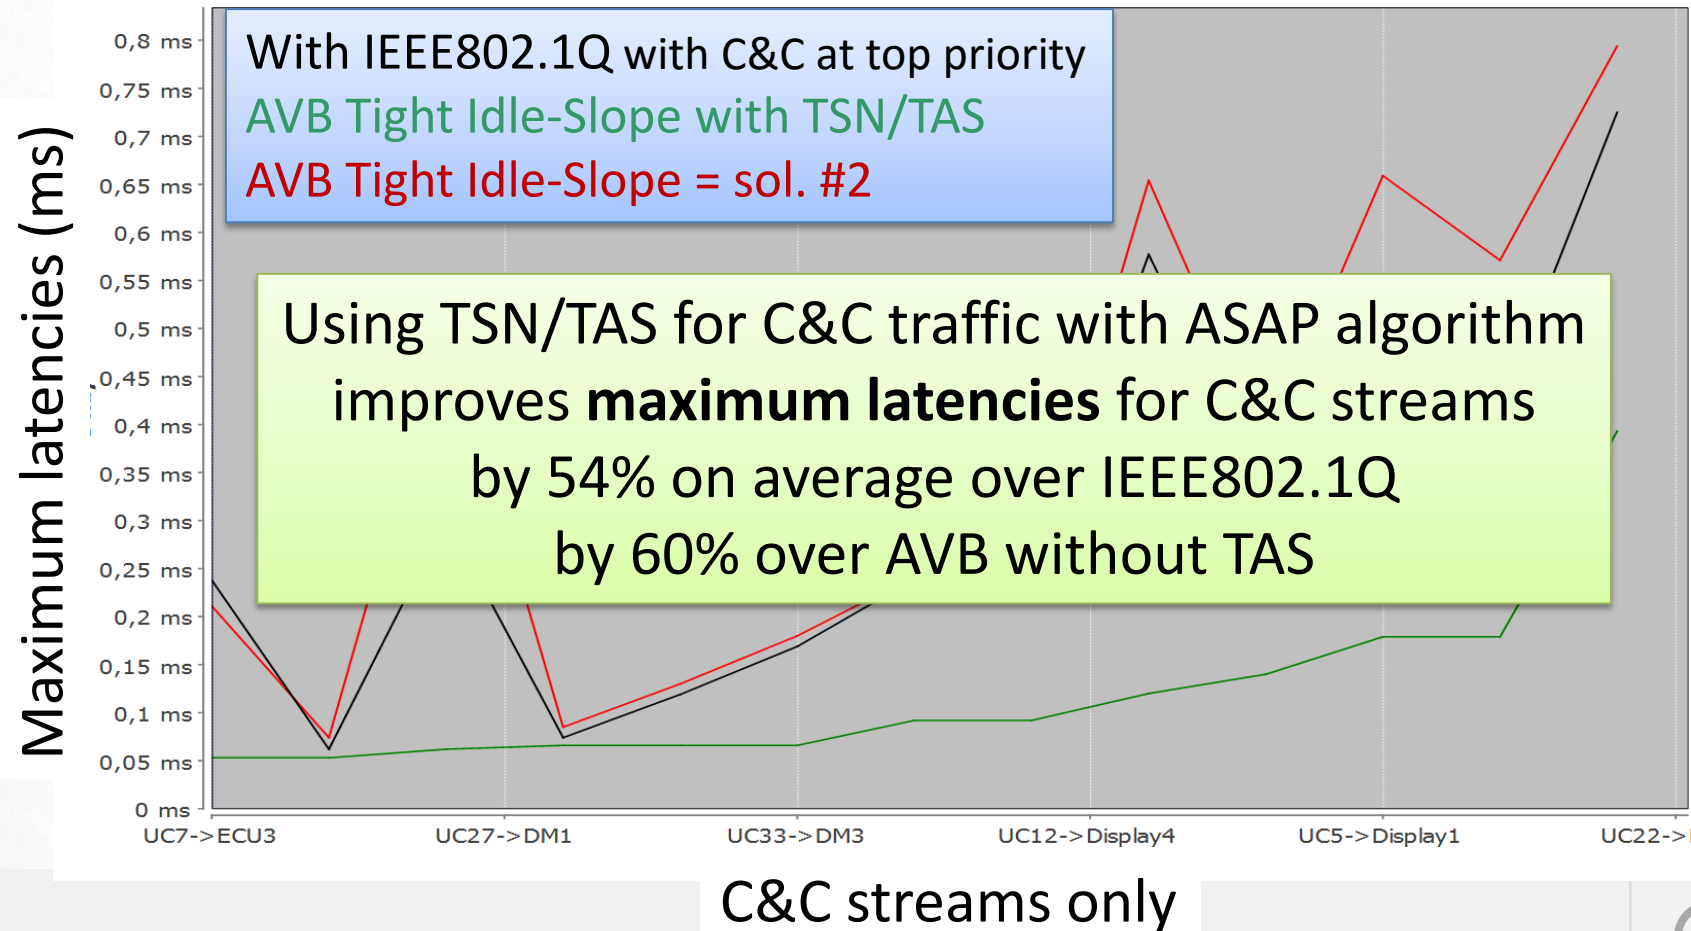 With IEEE802.1Q with C&C at top priority
AVB Tight Idle-Slope with TSN/TAS
AVB Tight Idle-Slope = sol. #2
Using TSN/TAS for C&C traffic with ASAP algorithm
improves maximum latencies for C&C streams
by 54% on average over IEEE802.1Q
by 60% over AVB without TAS
Maximum latencies (ms)
0,8 ms
0,75 ms
0,7 ms
0,65 ms
0,6 ms
0,55 ms
0,5 ms
0,45 ms
0,4 ms
0,35 ms
0,3 ms
0,25 ms
0,2 ms
0,15 ms
0,1 ms
0,05 ms
0 ms
UC7->ECU3 UC27->DM1 UC33->DM3 UC12->Display4 UC5->Display1 UC22->
C&C streams only